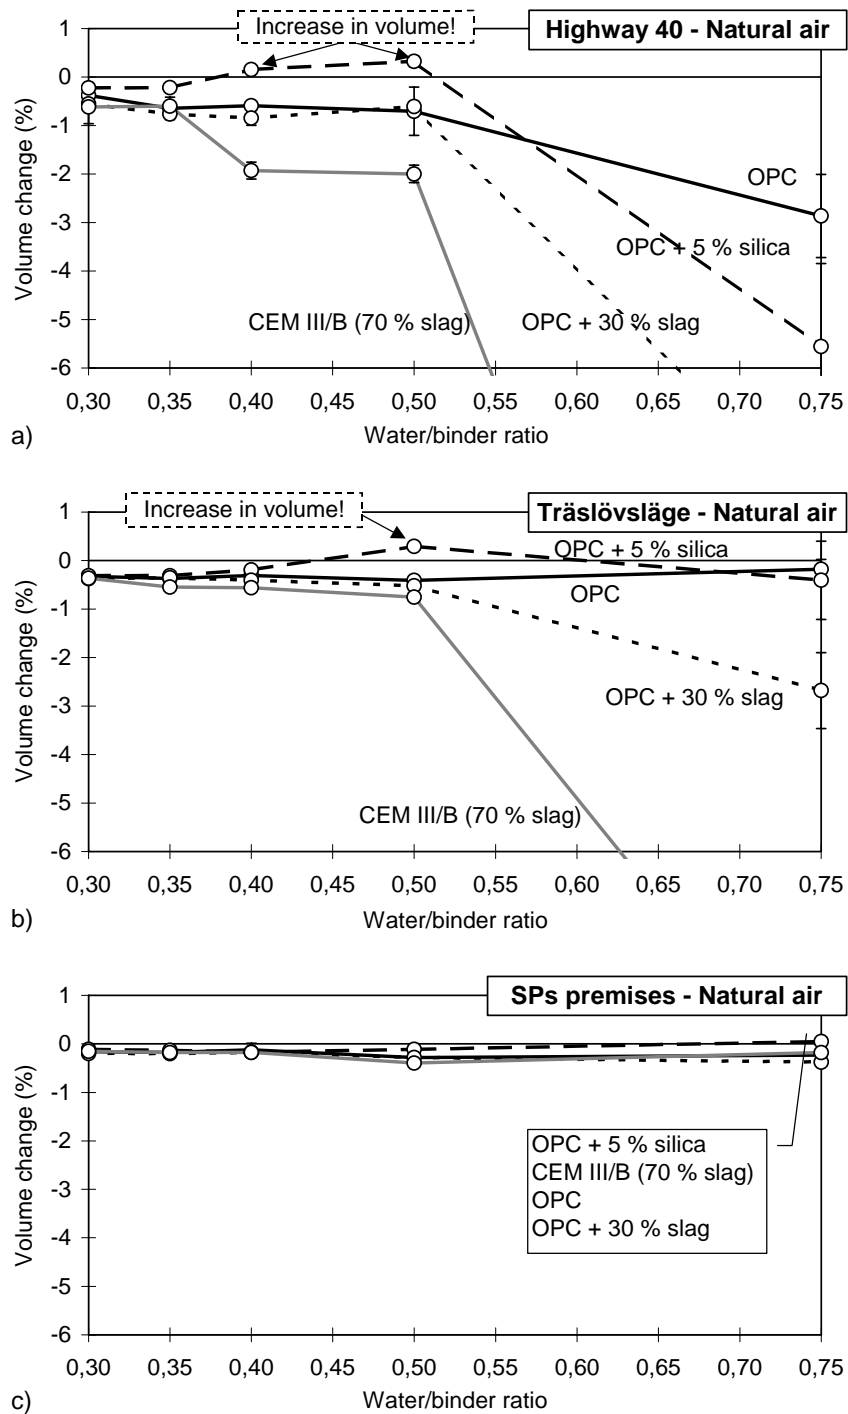 Increase in volume!
Highway 40 - Natural air
1
0
-1
-2
-3
-4
-5
-6
Volume change (%)
OPC
OPC + 5 % silica
CEM III/B (70 % slag)
OPC + 30 % slag
0,30 0,35 0,40 0,45 0,50 0,55 0,60 0,65 0,70 0,75
Water/binder ratio
a)
Increase in volume!
Träslövsläge - Natural air
1
0
-1
-2
-3
-4
-5
-6
Volume change (%)
OPC + 5 % silica
OPC
OPC + 30 % slag
CEM III/B (70 % slag)
0,30 0,35 0,40 0,45 0,50 0,55 0,60 0,65 0,70 0,75
Water/binder ratio
b)
SPs premises - Natural air
1
0
-1
-2
-3
-4
-5
-6
Volume change (%)
OPC + 5 % silica
CEM III/B (70 % slag)
OPC
OPC + 30 % slag
0,30 0,35 0,40 0,45 0,50 0,55 0,60 0,65 0,70 0,75
Water/binder ratio
c)